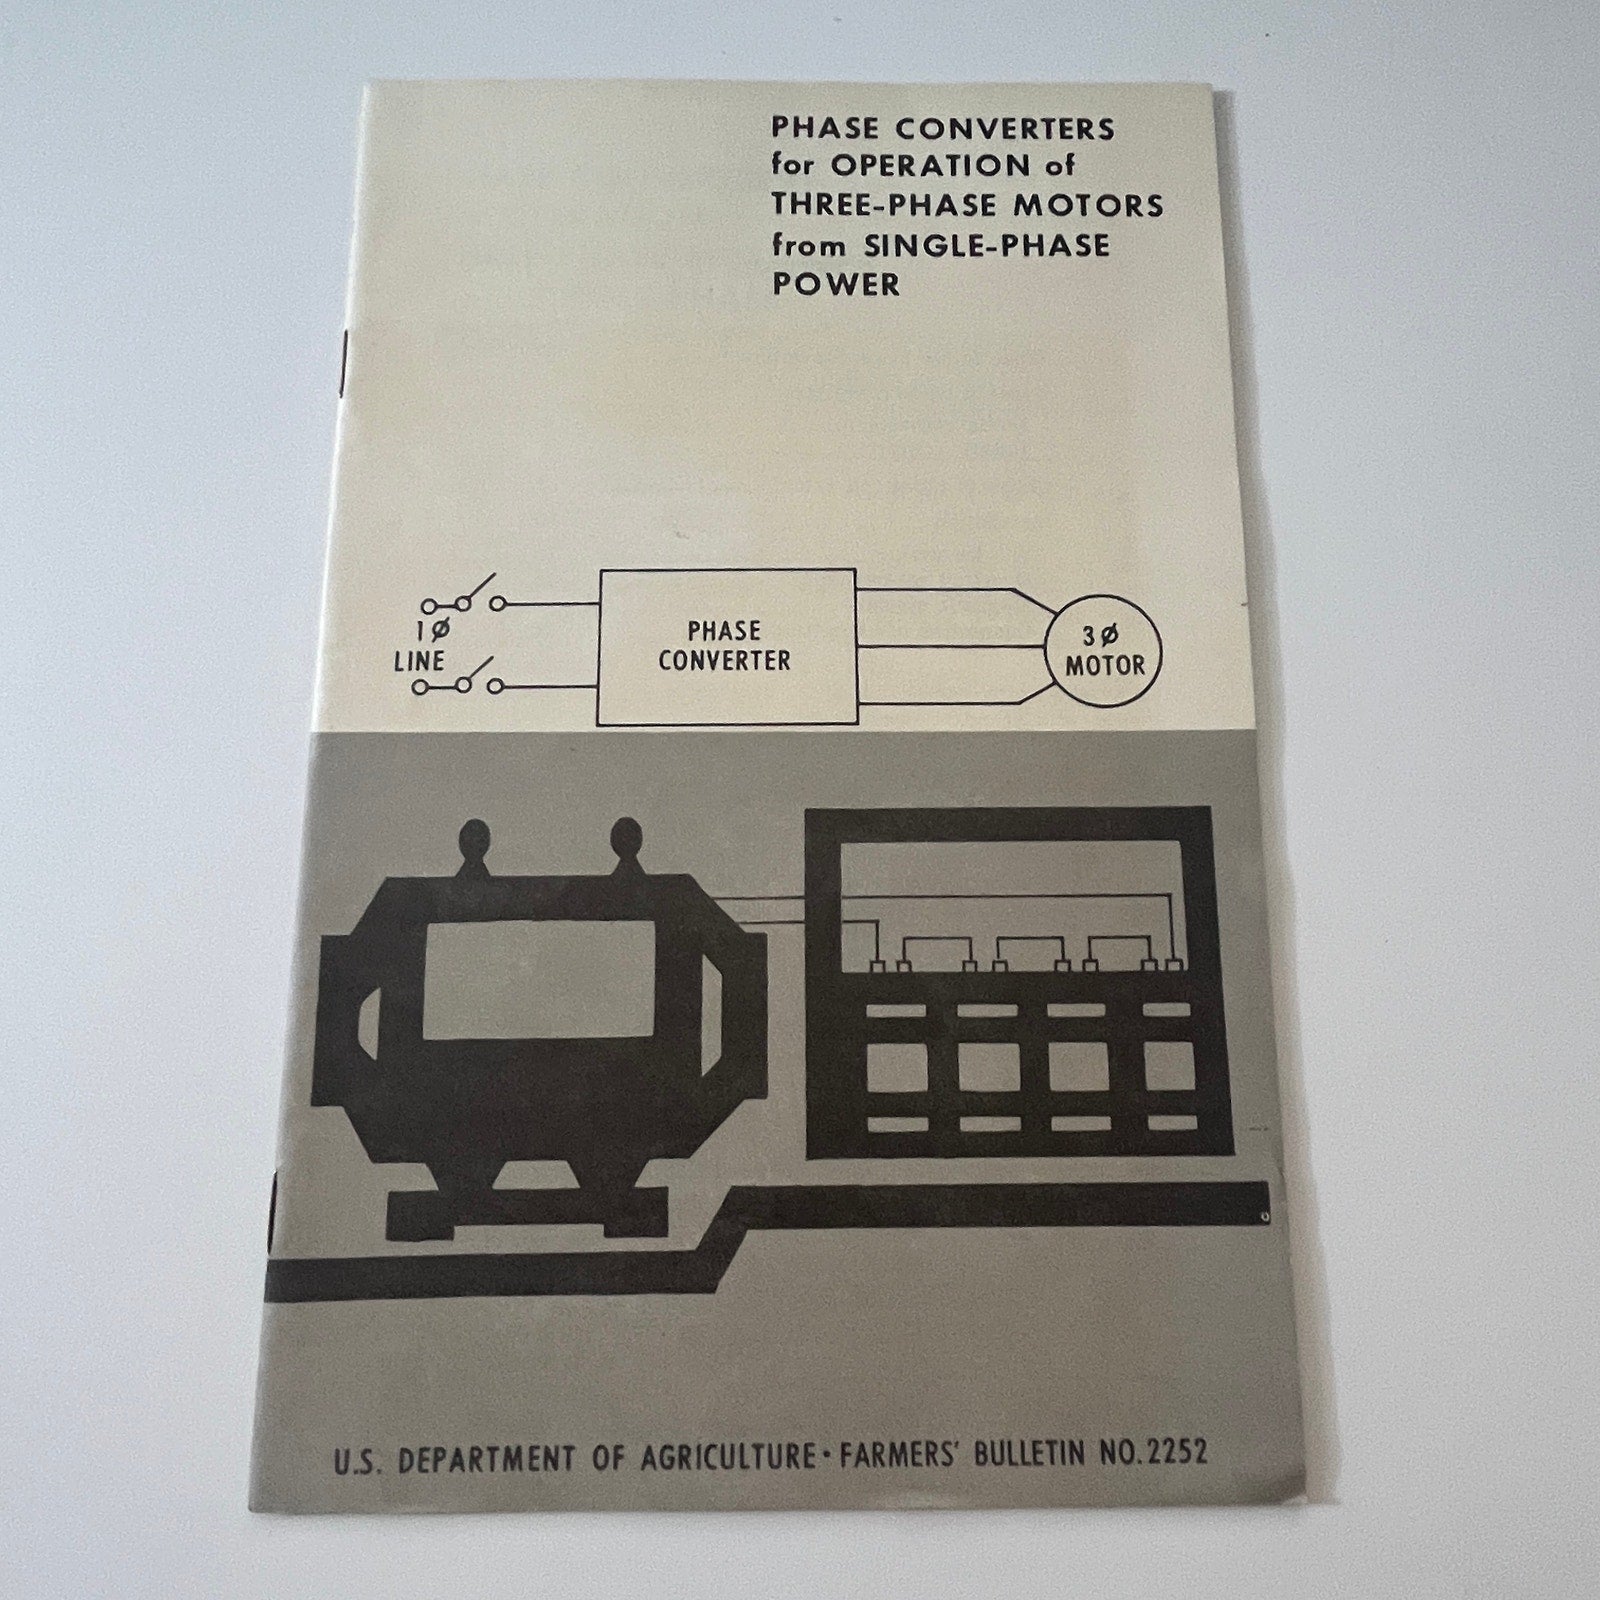 PHASE CONVERTERS
for OPERATION of
THREE-PHASE MOTORS
from SINGLE-PHASE
POWER
1Ø
LINE
PHASE
CONVERTER
3Ø
MOTOR
U.S. DEPARTMENT OF AGRICULTURE • FARMERS' BULLETIN NO. 2252